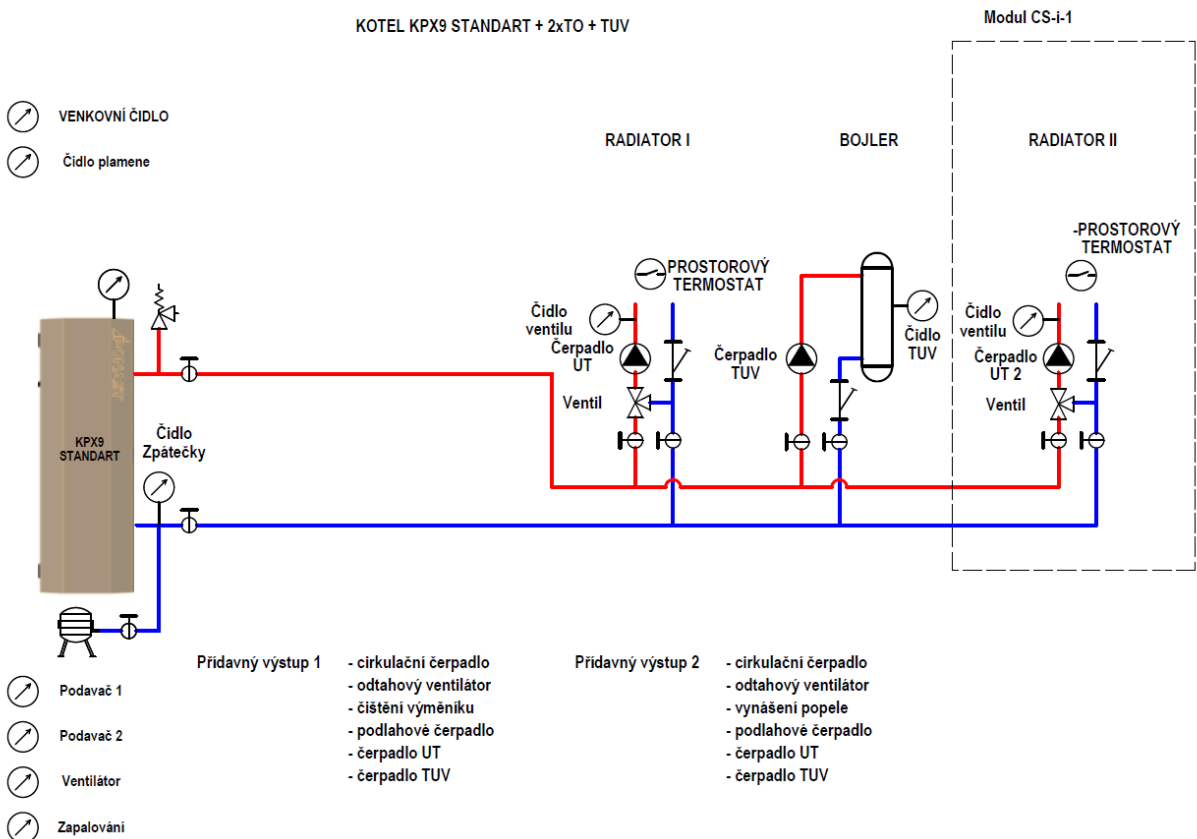 KOTEL KPX9 STANDART + 2xTO + TUV
Modul CS-i-1
VENKOVNÍ ČIDLO
Čidlo plamene
RADIATOR I
BOJLER
RADIATOR II
PROSTOROVÝ
TERMOSTAT
-PROSTOROVÝ
TERMOSTAT
Čidlo
ventilu
Čerpadlo
UT
Ventil
Čerpadlo
TUV
Čidlo
TUV
Čidlo
ventilu
Čerpadlo
UT 2
Ventil
KPX9
STANDART
Čidlo
Zpátečky
Přídavný výstup 1
- cirkulační čerpadlo
- odtahový ventilátor
- čištění výměníku
- podlahové čerpadlo
- čerpadlo UT
- čerpadlo TUV
Přídavný výstup 2
- cirkulační čerpadlo
- odtahový ventilátor
- vynášení popele
- podlahové čerpadlo
- čerpadlo UT
- čerpadlo TUV
Podavač 1
Podavač 2
Ventilátor
Zapalování